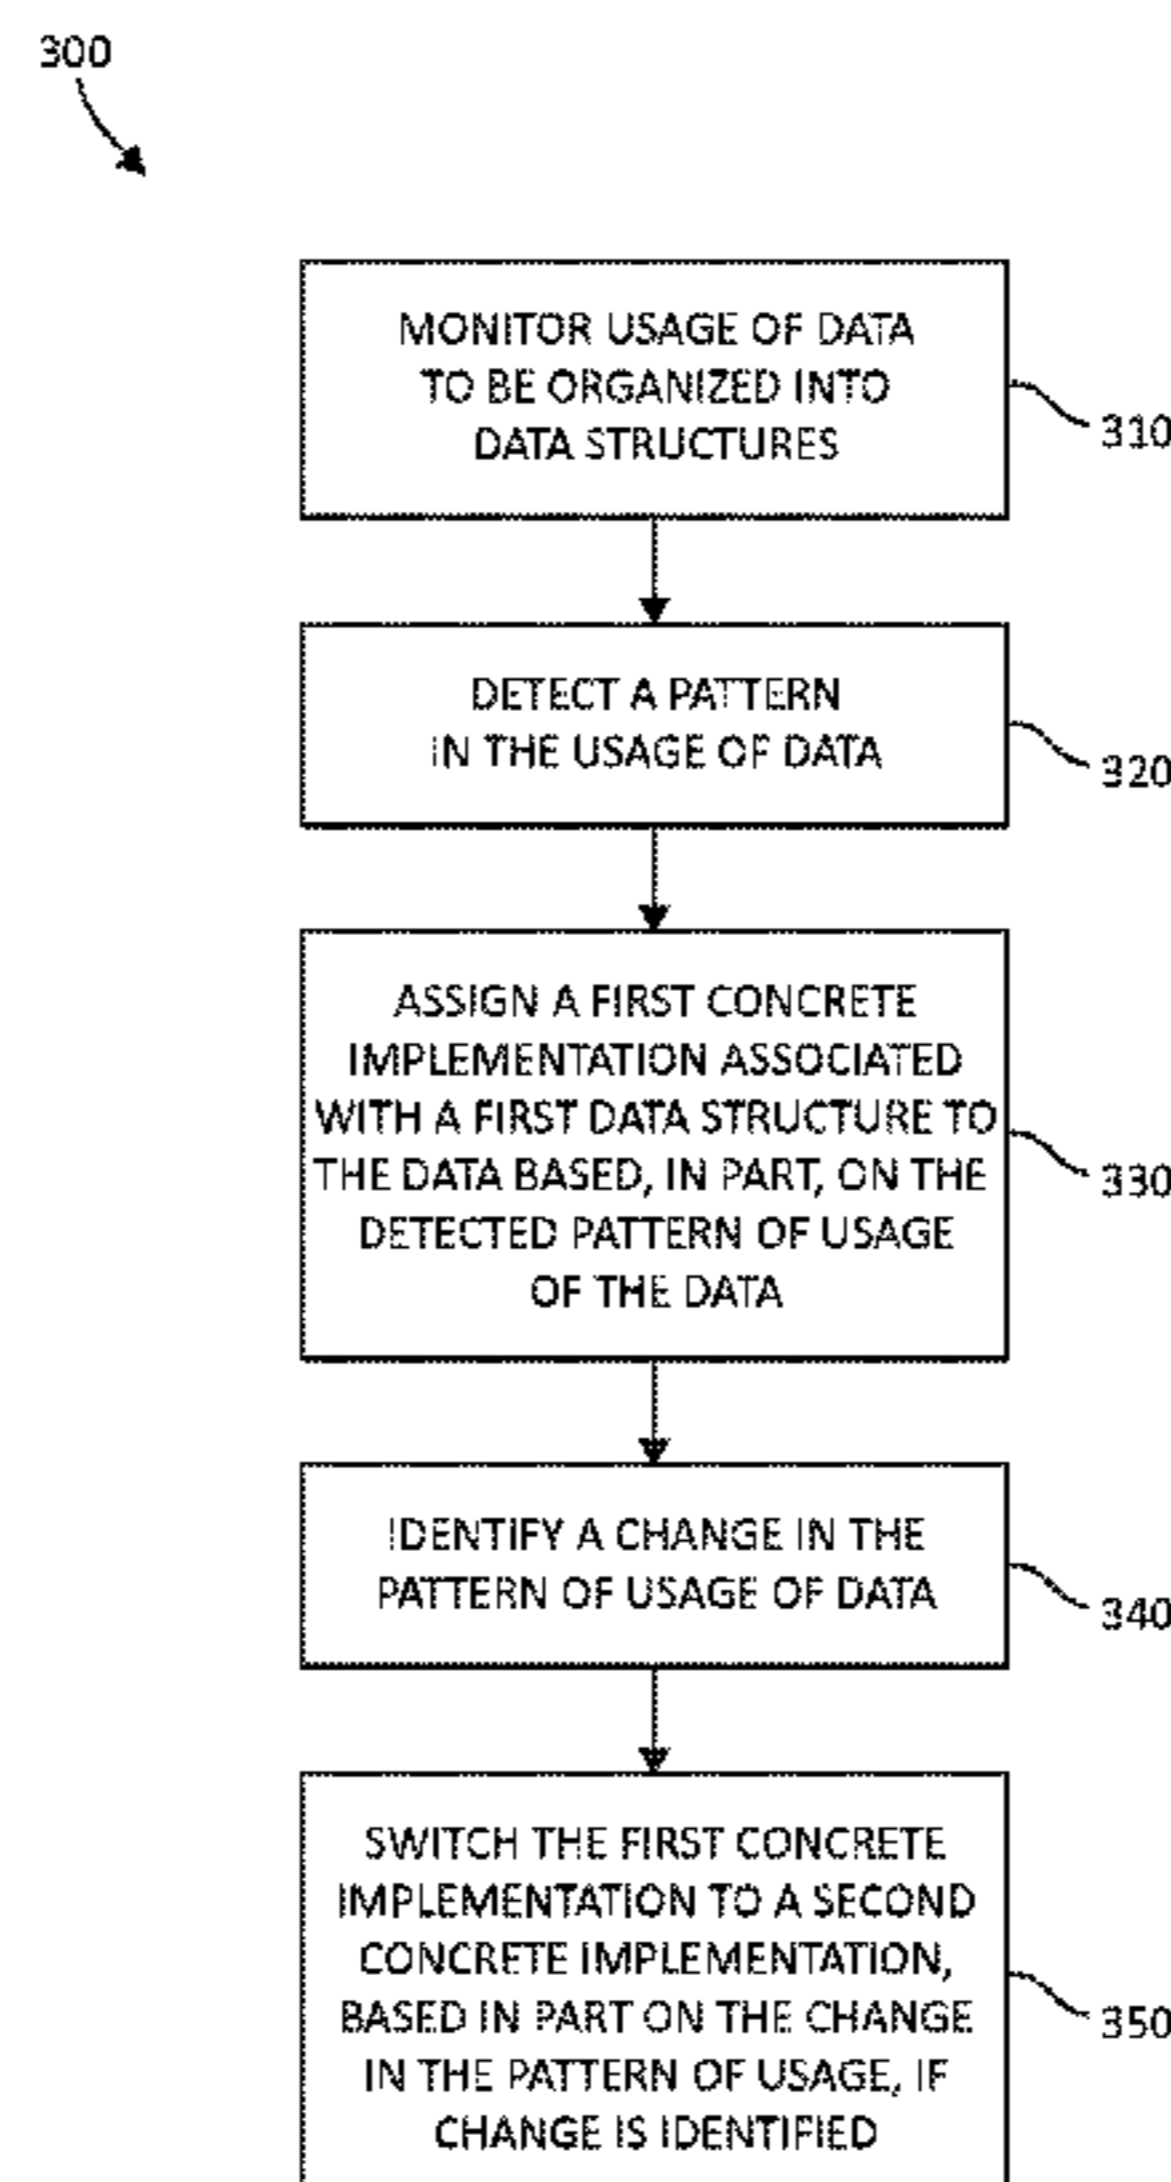 300
MONITOR USAGE OF DATA
TO BE ORGANIZED INTO
DATA STRUCTURES
310
DETECT A PATTERN
IN THE USAGE OF DATA
320
ASSIGN A FIRST CONCRETE
IMPLEMENTATION ASSOCIATED
WITH A FIRST DATA STRUCTURE TO
THE DATA BASED, IN PART, ON THE
DETECTED PATTERN OF USAGE
OF THE DATA
330
IDENTIFY A CHANGE IN THE
PATTERN OF USAGE OF DATA
340
SWITCH THE FIRST CONCRETE
IMPLEMENTATION TO A SECOND
CONCRETE IMPLEMENTATION,
BASED IN PART ON THE CHANGE
IN THE PATTERN OF USAGE, IF
CHANGE IS IDENTIFIED
350